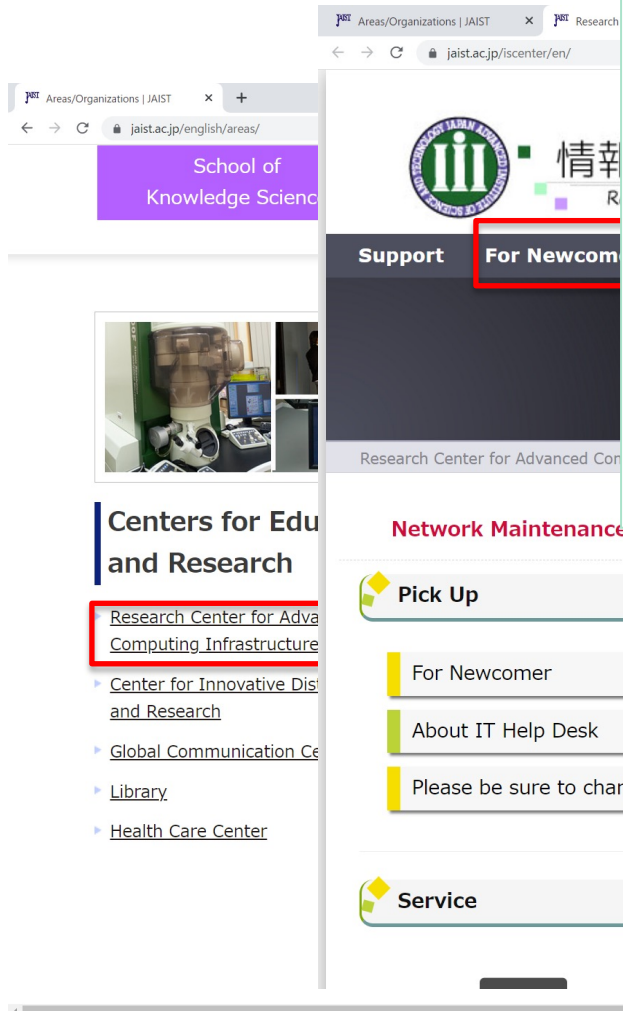 Areas/Organizations | JAIST
jaist.ac.jp/english/areas/
School of
Knowledge Scienc
Centers for Edu
and Research
Research Center for Adva
Computing Infrastructure
Center for Innovative Dist
and Research
Global Communication Ce
Library
Health Care Center
Areas/Organizations | JAIST
Research
jaist.ac.jp/iscenter/en/
情報
R
Support For Newcome
Research Center for Advanced Com
Network Maintenance
Pick Up
For Newcomer
About IT Help Desk
Please be sure to chan
Service